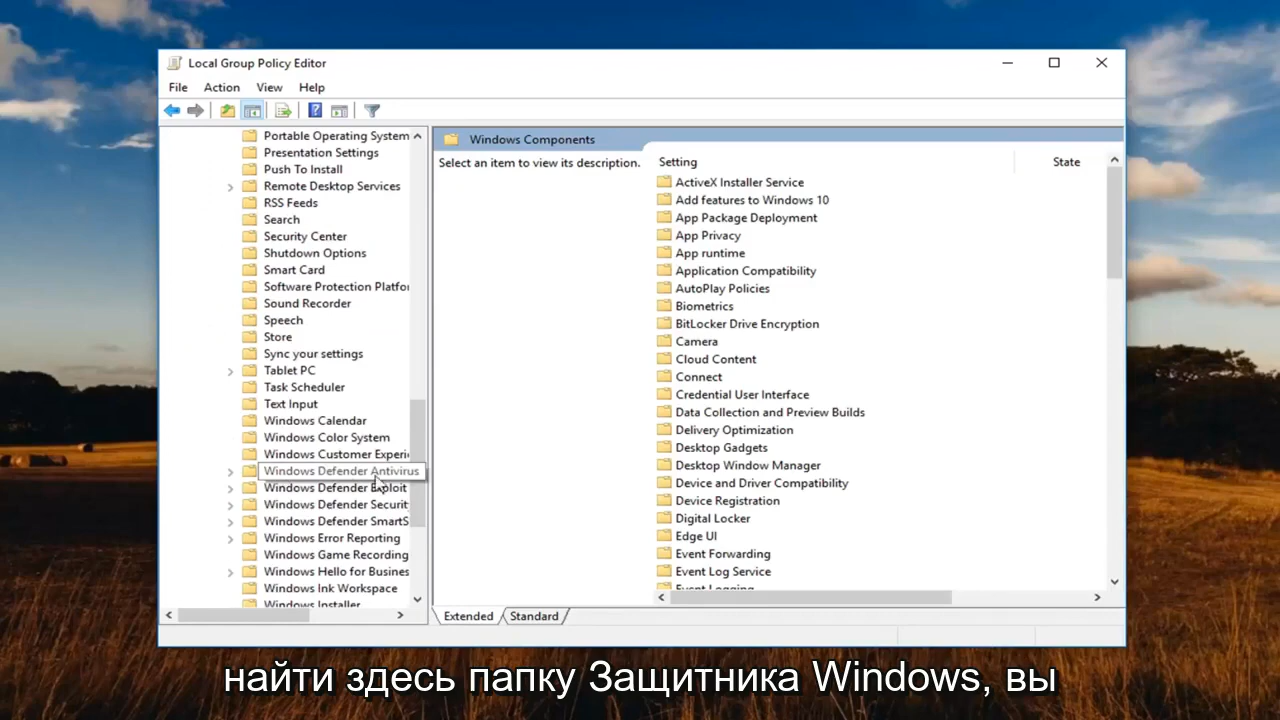 Local Group Policy Editor
File Action View Help
Portable Operating System
Presentation Settings
Push To Install
Remote Desktop Services
RSS Feeds
Search
Security Center
Shutdown Options
Smart Card
Software Protection Platfor
Sound Recorder
Speech
Store
Sync your settings
Tablet PC
Task Scheduler
Text Input
Windows Calendar
Windows Color System
Windows Customer Experi
Windows Defender Antivirus
Windows Defender Exploit
Windows Defender Securit
Windows Defender SmartS
Windows Error Reporting
Windows Game Recording
Windows Hello for Busines
Windows Ink Workspace
Windows Installer
Windows Components
Select an item to view its description.
Setting State
ActiveX Installer Service
Add features to Windows 10
App Package Deployment
App Privacy
App runtime
Application Compatibility
AutoPlay Policies
Biometrics
BitLocker Drive Encryption
Camera
Cloud Content
Connect
Credential User Interface
Data Collection and Preview Builds
Delivery Optimization
Desktop Gadgets
Desktop Window Manager
Device and Driver Compatibility
Device Registration
Digital Locker
Edge UI
Event Forwarding
Event Log Service
Event Logging
Extended Standard
найти здесь папку Защитника Windows, вы